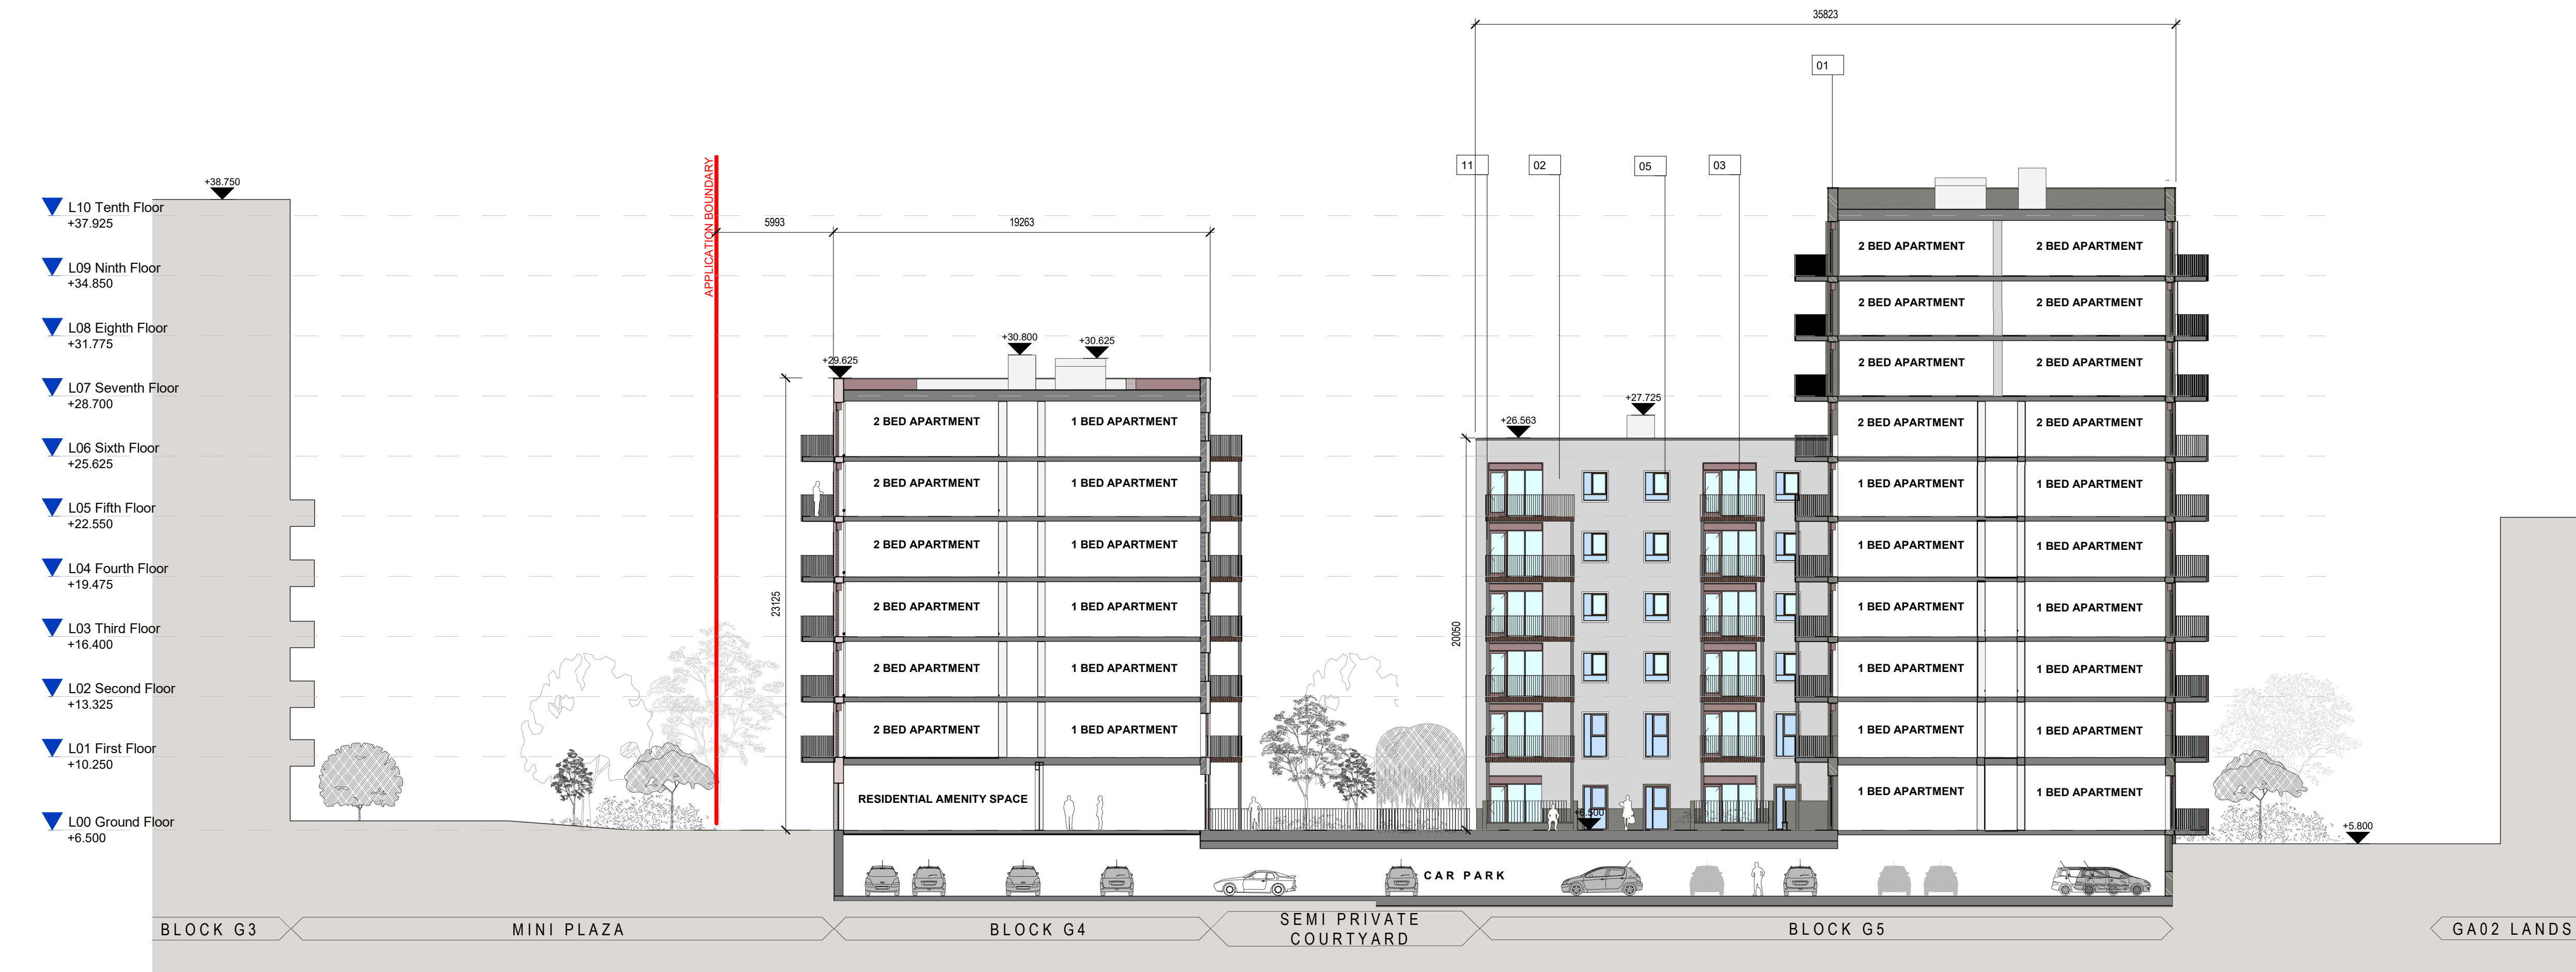 35823
01
11
02
05
03
APPLICATION BOUNDARY
+38.750
L10 Tenth Floor
+37.925
5993
19263
L09 Ninth Floor
+34.850
L08 Eighth Floor
+31.775
L07 Seventh Floor
+28.700
L06 Sixth Floor
+25.625
L05 Fifth Floor
+22.550
L04 Fourth Floor
+19.475
L03 Third Floor
+16.400
L02 Second Floor
+13.325
L01 First Floor
+10.250
L00 Ground Floor
+6.500
+29.625
+30.800
+30.625
23125
2 BED APARTMENT 1 BED APARTMENT
2 BED APARTMENT 1 BED APARTMENT
2 BED APARTMENT 1 BED APARTMENT
2 BED APARTMENT 1 BED APARTMENT
2 BED APARTMENT 1 BED APARTMENT
2 BED APARTMENT 1 BED APARTMENT
RESIDENTIAL AMENITY SPACE
+26.563
+27.725
20050
+6.500
2 BED APARTMENT 2 BED APARTMENT
2 BED APARTMENT 2 BED APARTMENT
2 BED APARTMENT 2 BED APARTMENT
2 BED APARTMENT 2 BED APARTMENT
1 BED APARTMENT 1 BED APARTMENT
1 BED APARTMENT 1 BED APARTMENT
1 BED APARTMENT 1 BED APARTMENT
1 BED APARTMENT 1 BED APARTMENT
1 BED APARTMENT 1 BED APARTMENT
1 BED APARTMENT 1 BED APARTMENT
+5.800
CAR PARK
BLOCK G3
MINI PLAZA
BLOCK G4
SEMI PRIVATE
COURTYARD
BLOCK G5
GA02 LANDS